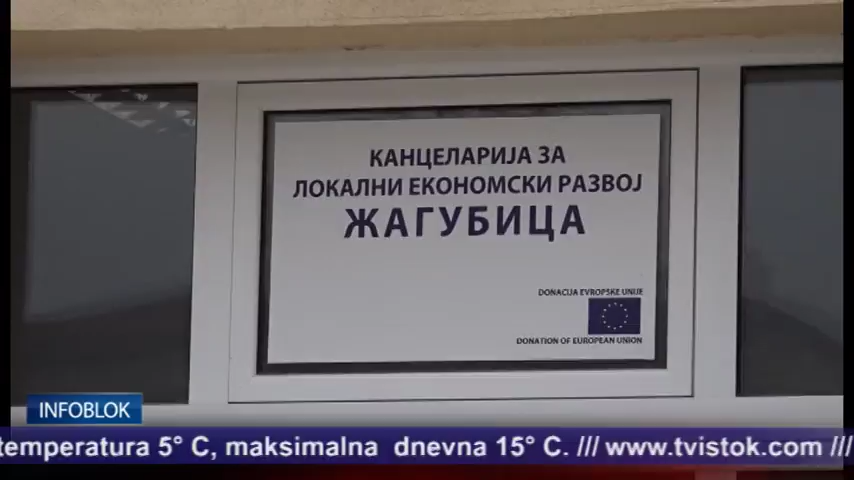 КАНЦЕЛАРИЈА ЗА
ЛОКАЛНИ ЕКОНОМСКИ РАЗВОЈ
ЖАГУБИЦА
DONACIJA EVROPSKE UNIJE
DONATION OF EUROPEAN UNION
INFOBLOK
temperatura 5° C, maksimalna dnevna 15° C. /// www.tvistok.com ///